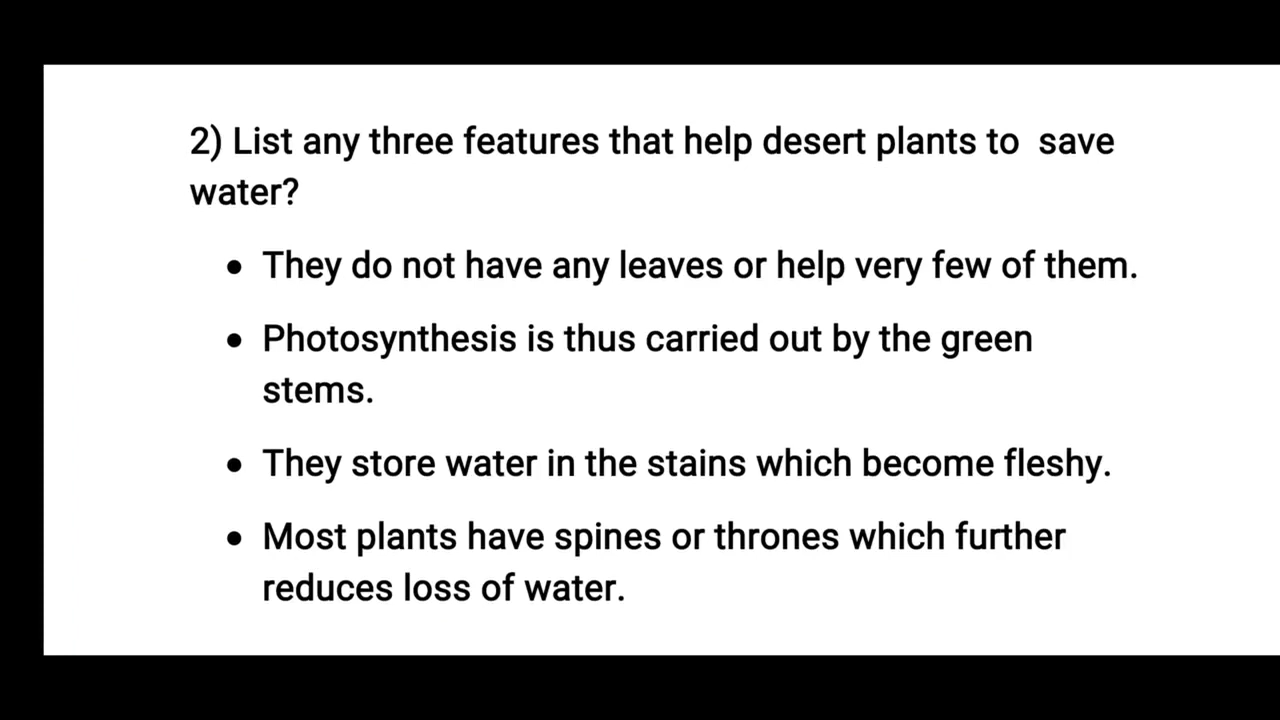 2) List any three features that help desert plants to  save
water?
• They do not have any leaves or help very few of them.
• Photosynthesis is thus carried out by the green
stems.
• They store water in the stains which become fleshy.
• Most plants have spines or thrones which further
reduces loss of water.